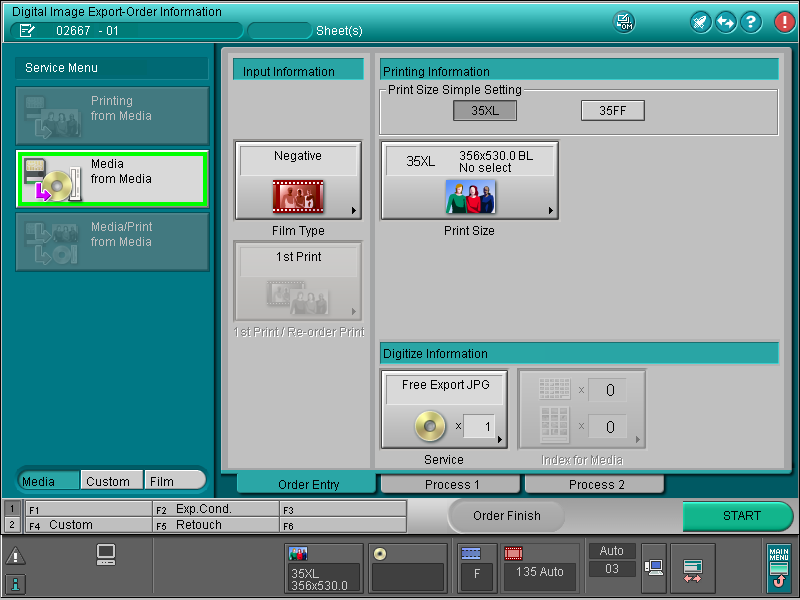 Digital Image Export-Order Information
02667 - 01
Sheet(s)
OM
?
!
Service Menu
Printing
from Media
Media
from Media
Media/Print
from Media
Media
Custom
Film
Input Information
Negative
Film Type
1st Print
1st Print / Re-order Print
Printing Information
Print Size Simple Setting
35XL
35FF
35XL
356x530.0 BL
No select
Print Size
Digitize Information
Free Export JPG
x 1
Service
x 0
x 0
Index for Media
Order Entry
Process 1
Process 2
1
2
F1
F2 Exp.Cond.
F3
F4 Custom
F5 Retouch
F6
Order Finish
START
35XL
356x530.0
F
135 Auto
Auto
03
MAIN
MENU